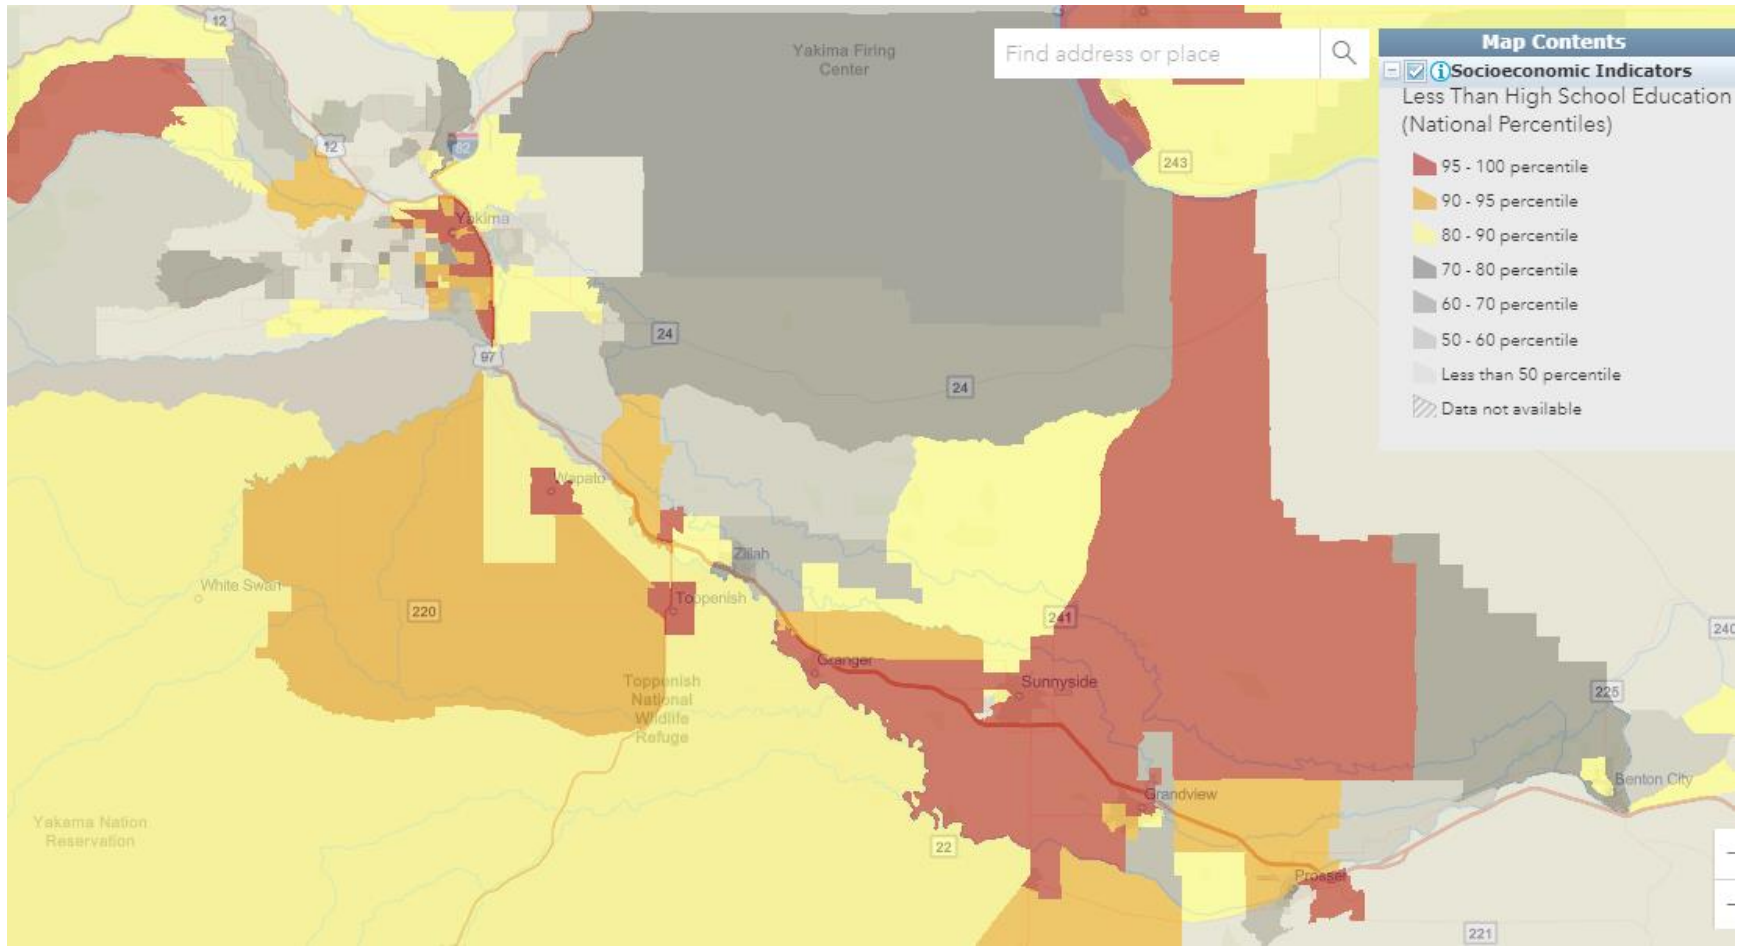 12
Yakima Firing
Center
Find address or place
Map Contents
Socioeconomic Indicators
Less Than High School Education
(National Percentiles)
95 - 100 percentile
90 - 95 percentile
80 - 90 percentile
70 - 80 percentile
60 - 70 percentile
50 - 60 percentile
Less than 50 percentile
Data not available
12
82
243
Yakima
24
97
24
Wapato
Zillah
White Swan
220
Toppenish
241
240
Granger
Sunnyside
Toppenish
National
Wildlife
Refuge
225
Benton City
Grandview
Yakama Nation
Reservation
22
Prosser
221